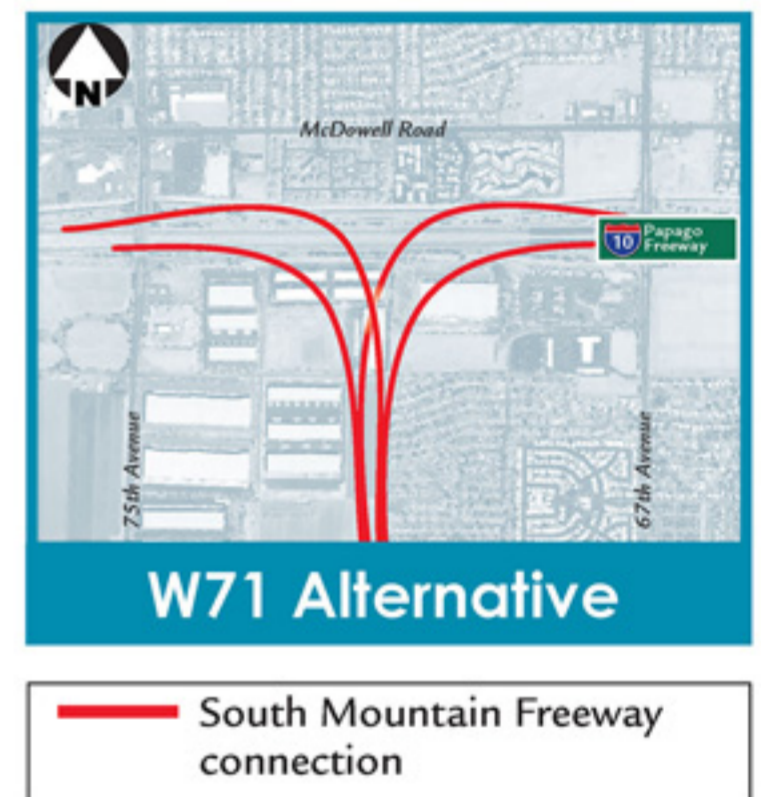 N
McDowell Road
10
Papago
Freeway
75th Avenue
67th Avenue
W71 Alternative
South Mountain Freeway
connection